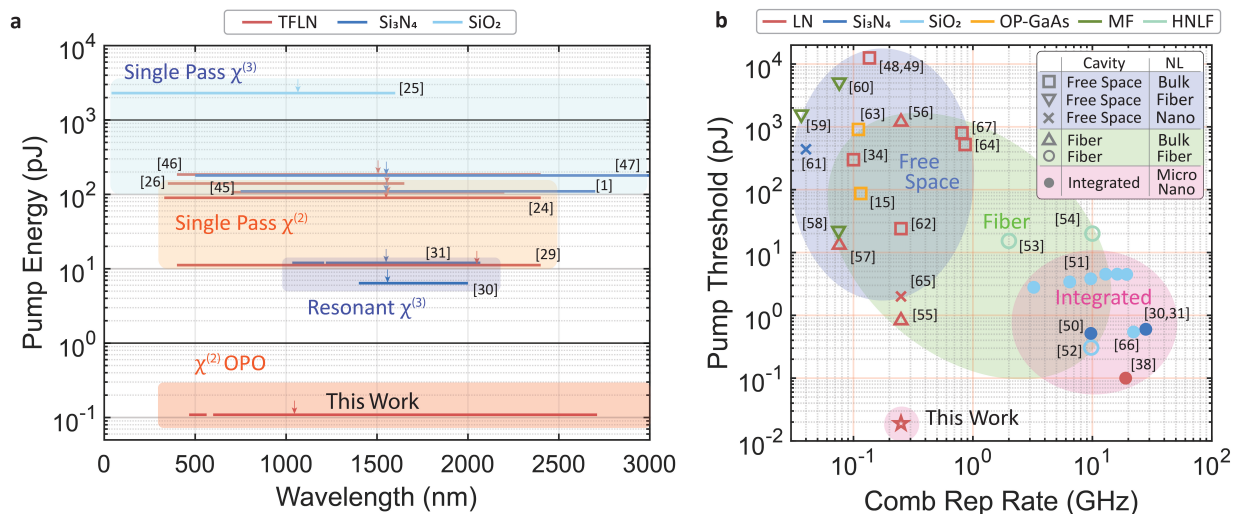 a
TFLN Si₃N₄ SiO₂
Pump Energy (pJ)
10⁴
10³
10²
10¹
10⁰
10⁻¹
Single Pass χ⁽³⁾
[25]
[46]
[47]
[26]
[45]
[1]
[24]
Single Pass χ⁽²⁾
[31]
[29]
[30]
Resonant χ⁽³⁾
χ⁽²⁾ OPO
This Work
0 500 1000 1500 2000 2500 3000
Wavelength (nm)
b
LN Si₃N₄ SiO₂ OP-GaAs MF HNLF
Pump Threshold (pJ)
10⁴
10³
10²
10¹
10⁰
10⁻¹
10⁻²
Cavity NL
Free Space Bulk
Free Space Fiber
Free Space Nano
Fiber Bulk
Fiber Fiber
Integrated Micro
Nano
[48,49]
[60]
[59]
[63]
[56]
[67]
[64]
[61]
[34]
Free
Space
[15]
[58]
[62]
[57]
Fiber
[54]
[53]
[51]
[65]
Integrated
[55]
[30,31]
[50]
[66]
[52]
[38]
This Work
10⁻¹ 10⁰ 10¹ 10²
Comb Rep Rate (GHz)